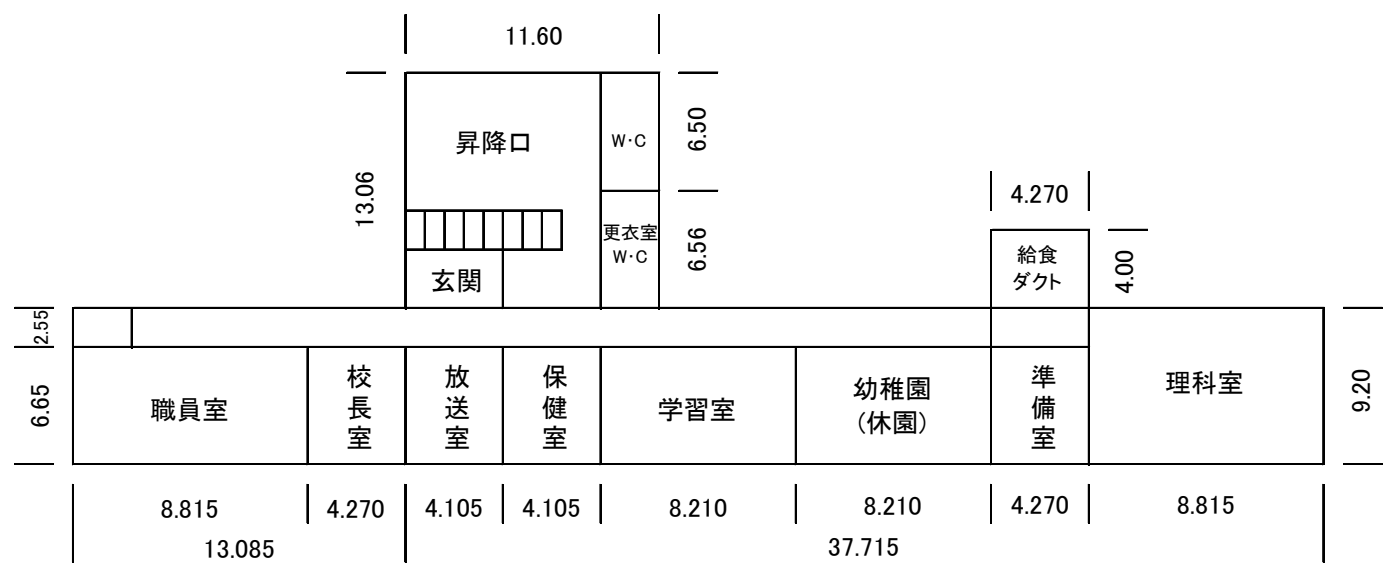 11.60
13.06
昇降口
W・C
6.50
更衣室
W・C
6.56
玄関
4.270
給食
ダクト
4.00
2.55
6.65
職員室
校長室
放送室
保健室
学習室
幼稚園
(休園)
準備室
理科室
9.20
8.815
4.270
4.105
4.105
8.210
8.210
4.270
8.815
13.085
37.715